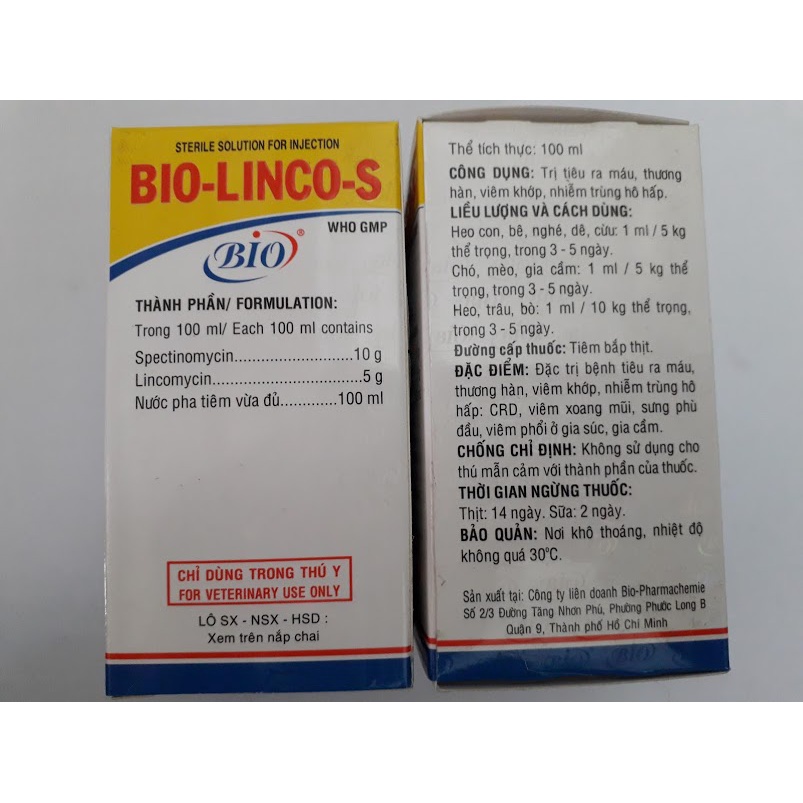 STERILE SOLUTION FOR INJECTION
BIO-LINCO-S
WHO GMP
BIO®
THÀNH PHẦN/ FORMULATION:
Trong 100 ml/ Each 100 ml contains
Spectinomycin............................10 g
Lincomycin...................................5 g
Nước pha tiêm vừa đủ.............100 ml
CHỈ DÙNG TRONG THÚ Y
FOR VETERINARY USE ONLY
LÔ SX - NSX - HSD :
Xem trên nắp chai
Thể tích thực: 100 ml
CÔNG DỤNG: Trị tiêu ra máu, thương
hàn, viêm khớp, nhiễm trùng hô hấp.
LIỀU LƯỢNG VÀ CÁCH DÙNG:
Heo con, bê, nghé, dê, cừu: 1 ml / 5 kg
thể trọng, trong 3 - 5 ngày.
Chó, mèo, gia cầm: 1 ml / 5 kg thể
trọng, trong 3 - 5 ngày.
Heo, trâu, bò: 1 ml / 10 kg thể trọng,
trong 3 - 5 ngày.
Đường cấp thuốc: Tiêm bắp thịt.
ĐẶC ĐIỂM: Đặc trị bệnh tiêu ra máu,
thương hàn, viêm khớp, nhiễm trùng hô
hấp: CRD, viêm xoang mũi, sưng phù
đầu, viêm phổi ở gia súc, gia cầm.
CHỐNG CHỈ ĐỊNH: Không sử dụng cho
thú mẫn cảm với thành phần của thuốc.
THỜI GIAN NGỪNG THUỐC:
Thịt: 14 ngày. Sữa: 2 ngày.
BẢO QUẢN: Nơi khô thoáng, nhiệt độ
không quá 30°C.
Sản xuất tại: Công ty liên doanh Bio-Pharmachemie
Số 2/3 Đường Tăng Nhơn Phú, Phường Phước Long B
Quận 9, Thành phố Hồ Chí Minh
BIO